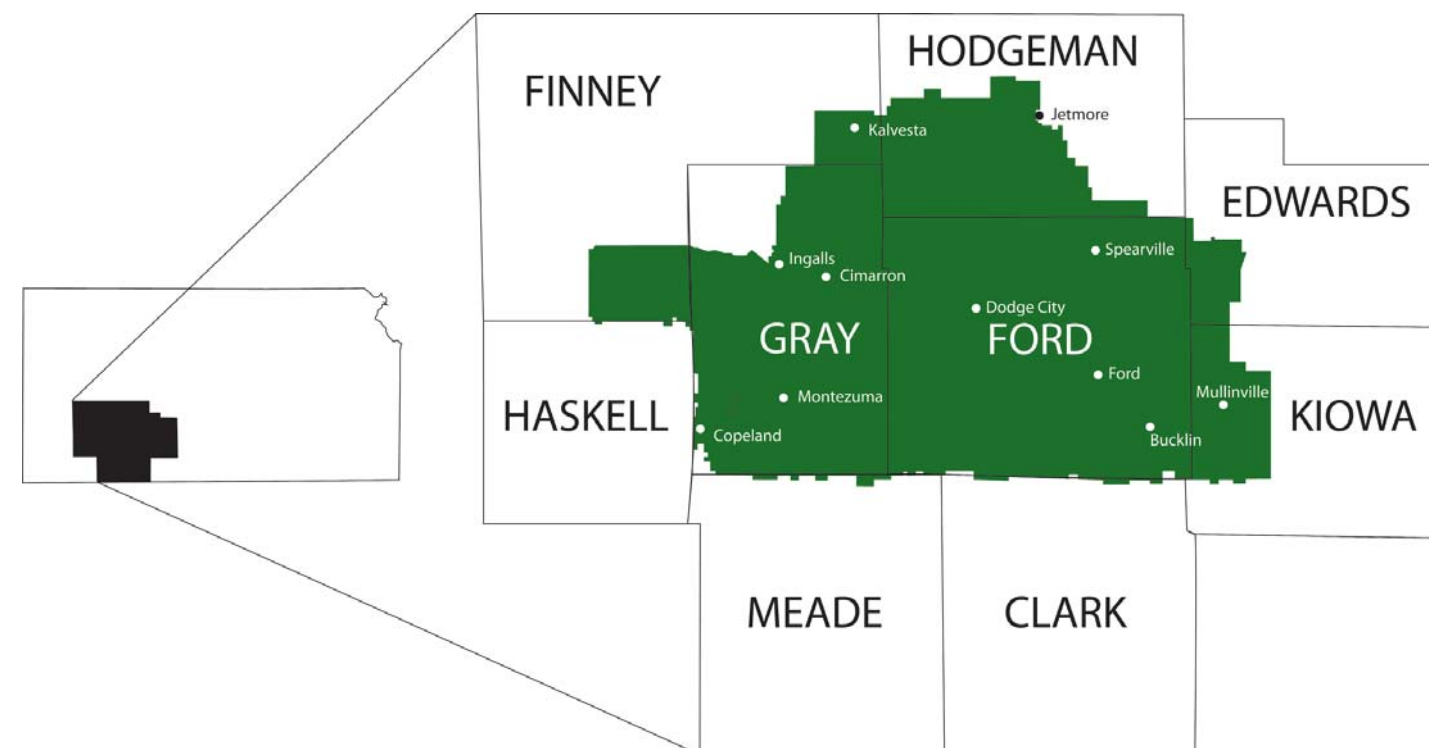 HODGEMAN
FINNEY
Jetmore
Kalvesta
EDWARDS
Spearville
Ingalls
Cimarron
Dodge City
GRAY
FORD
Ford
Mullinville
Montezuma
HASKELL
KIOWA
Copeland
Bucklin
MEADE
CLARK